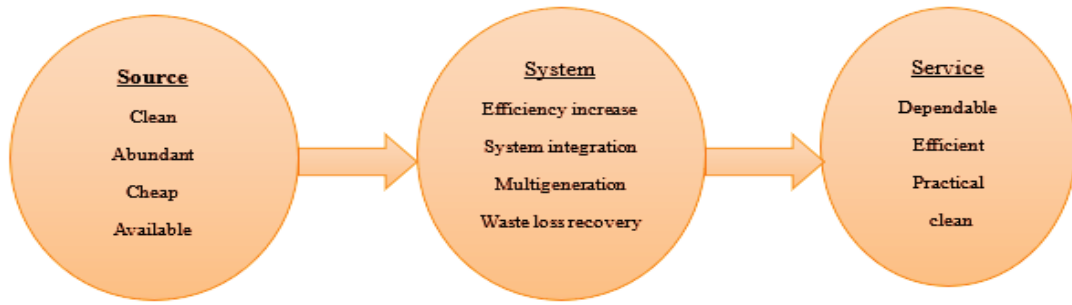 Source
Clean
Abundant
Cheap
Available
System
Efficiency increase
System integration
Multigeneration
Waste loss recovery
Service
Dependable
Efficient
Practical
clean